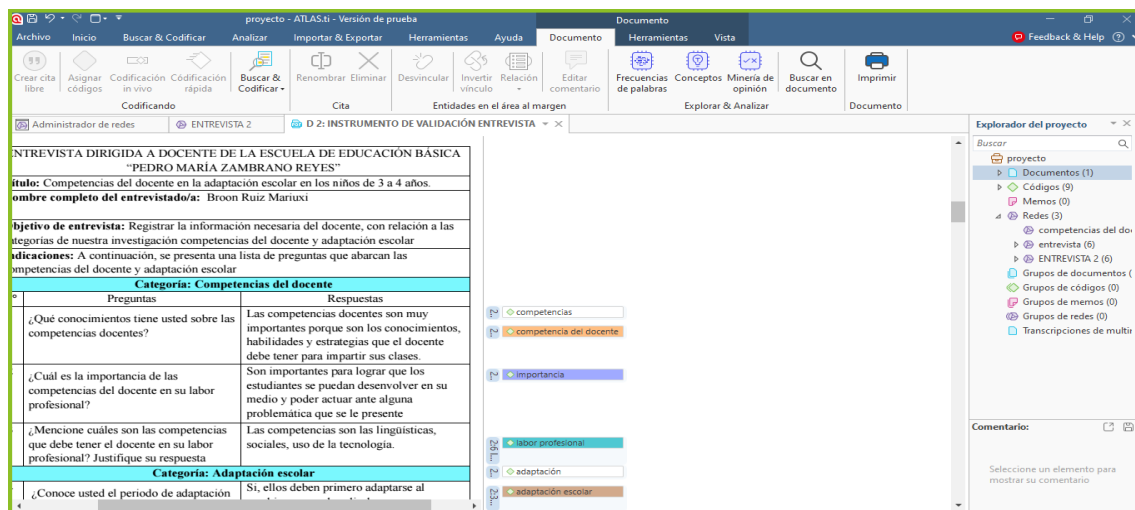 proyecto - ATLAS.ti - Versión de prueba
Documento
Archivo Inicio Buscar & Codificar Analizar Importar & Exportar Herramientas Ayuda Documento Herramientas Vista
Feedback & Help
Crear cita libre
Asignar códigos
Codificación in vivo
Códificación rápida
Buscar & Codificar
Renombrar
Eliminar
Desvincular
Invertir vínculo
Relación
Editar comentario
Frecuencias de palabras
Conceptos
Minería de opinión
Buscar en documento
Imprimir
Codificando
Cita
Entidades en el área al margen
Explorar & Analizar
Documento
Administrador de redes
ENTREVISTA 2
D 2: INSTRUMENTO DE VALIDACIÓN ENTREVISTA
NTREVISTA DIRIGIDA A DOCENTE DE LA ESCUELA DE EDUCACIÓN BÁSICA
“PEDRO MARÍA ZAMBRANO REYES”
ítulo: Competencias del docente en la adaptación escolar en los niños de 3 a 4 años.
ombre completo del entrevistado/a: Broon Ruiz Mariuxi
bjetivo de entrevista: Registrar la información necesaria del docente, con relación a las
ategorías de nuestra investigación competencias del docente y adaptación escolar
ndicaciones: A continuación, se presenta una lista de preguntas que abarcan las
ompetencias del docente y adaptación escolar
Categoría: Competencias del docente
Preguntas
Respuestas
¿Qué conocimientos tiene usted sobre las
competencias docentes?
Las competencias docentes son muy
importantes porque son los conocimientos,
habilidades y estrategias que el docente
debe tener para impartir sus clases.
¿Cuál es la importancia de las
competencias del docente en su labor
profesional?
Son importantes para lograr que los
estudiantes se puedan desenvolver en su
medio y poder actuar ante alguna
problemática que se le presente
¿Mencione cuáles son las competencias
que debe tener el docente en su labor
profesional? Justifique su respuesta
Las competencias son las lingüísticas,
sociales, uso de la tecnología.
Categoría: Adaptación escolar
¿Conoce usted el periodo de adaptación
Si, ellos deben primero adaptarse al
competencias
competencia del docente
importancia
labor profesional
adaptación
adaptación escolar
Explorador del proyecto
Buscar
proyecto
Documentos (1)
Códigos (9)
Memos (0)
Redes (3)
competencias del do
entrevista (6)
ENTREVISTA 2 (6)
Grupos de documentos (
Grupos de códigos (0)
Grupos de memos (0)
Grupos de redes (0)
Transcripciones de multir
Comentario:
Seleccione un elemento para
mostrar su comentario